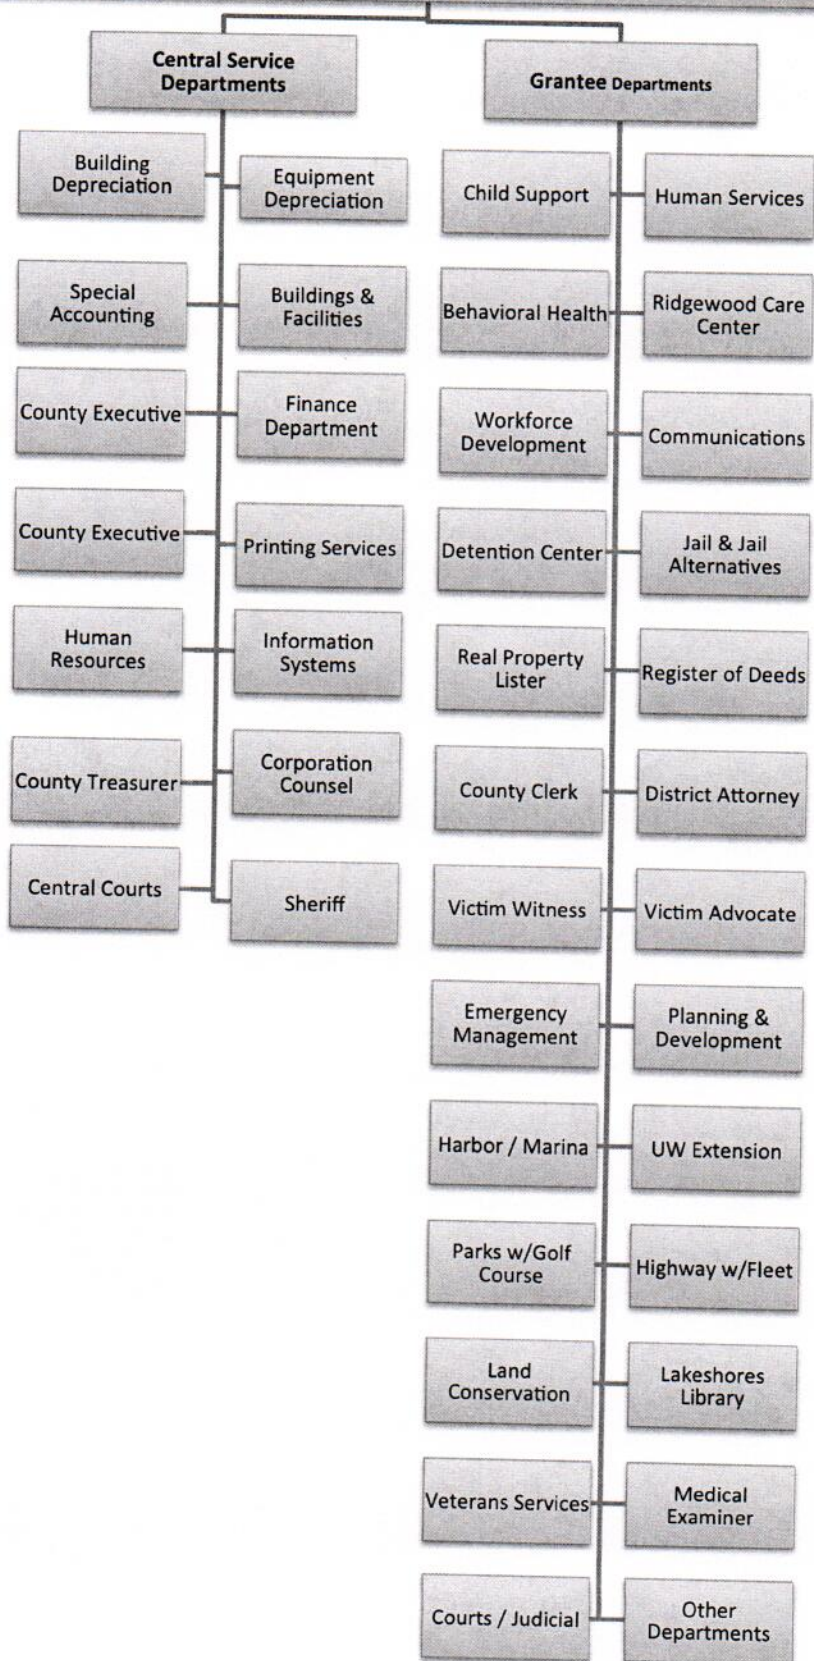 Central Service
Departments
Grantee Departments
Building
Depreciation
Equipment
Depreciation
Child Support
Human Services
Special
Accounting
Buildings &
Facilities
Behavioral Health
Ridgewood Care
Center
County Executive
Finance
Department
Workforce
Development
Communications
County Executive
Printing Services
Detention Center
Jail & Jail
Alternatives
Human
Resources
Information
Systems
Real Property
Lister
Register of Deeds
County Treasurer
Corporation
Counsel
County Clerk
District Attorney
Central Courts
Sheriff
Victim Witness
Victim Advocate
Emergency
Management
Planning &
Development
Harbor / Marina
UW Extension
Parks w/Golf
Course
Highway w/Fleet
Land
Conservation
Lakeshores
Library
Veterans Services
Medical
Examiner
Courts / Judicial
Other
Departments